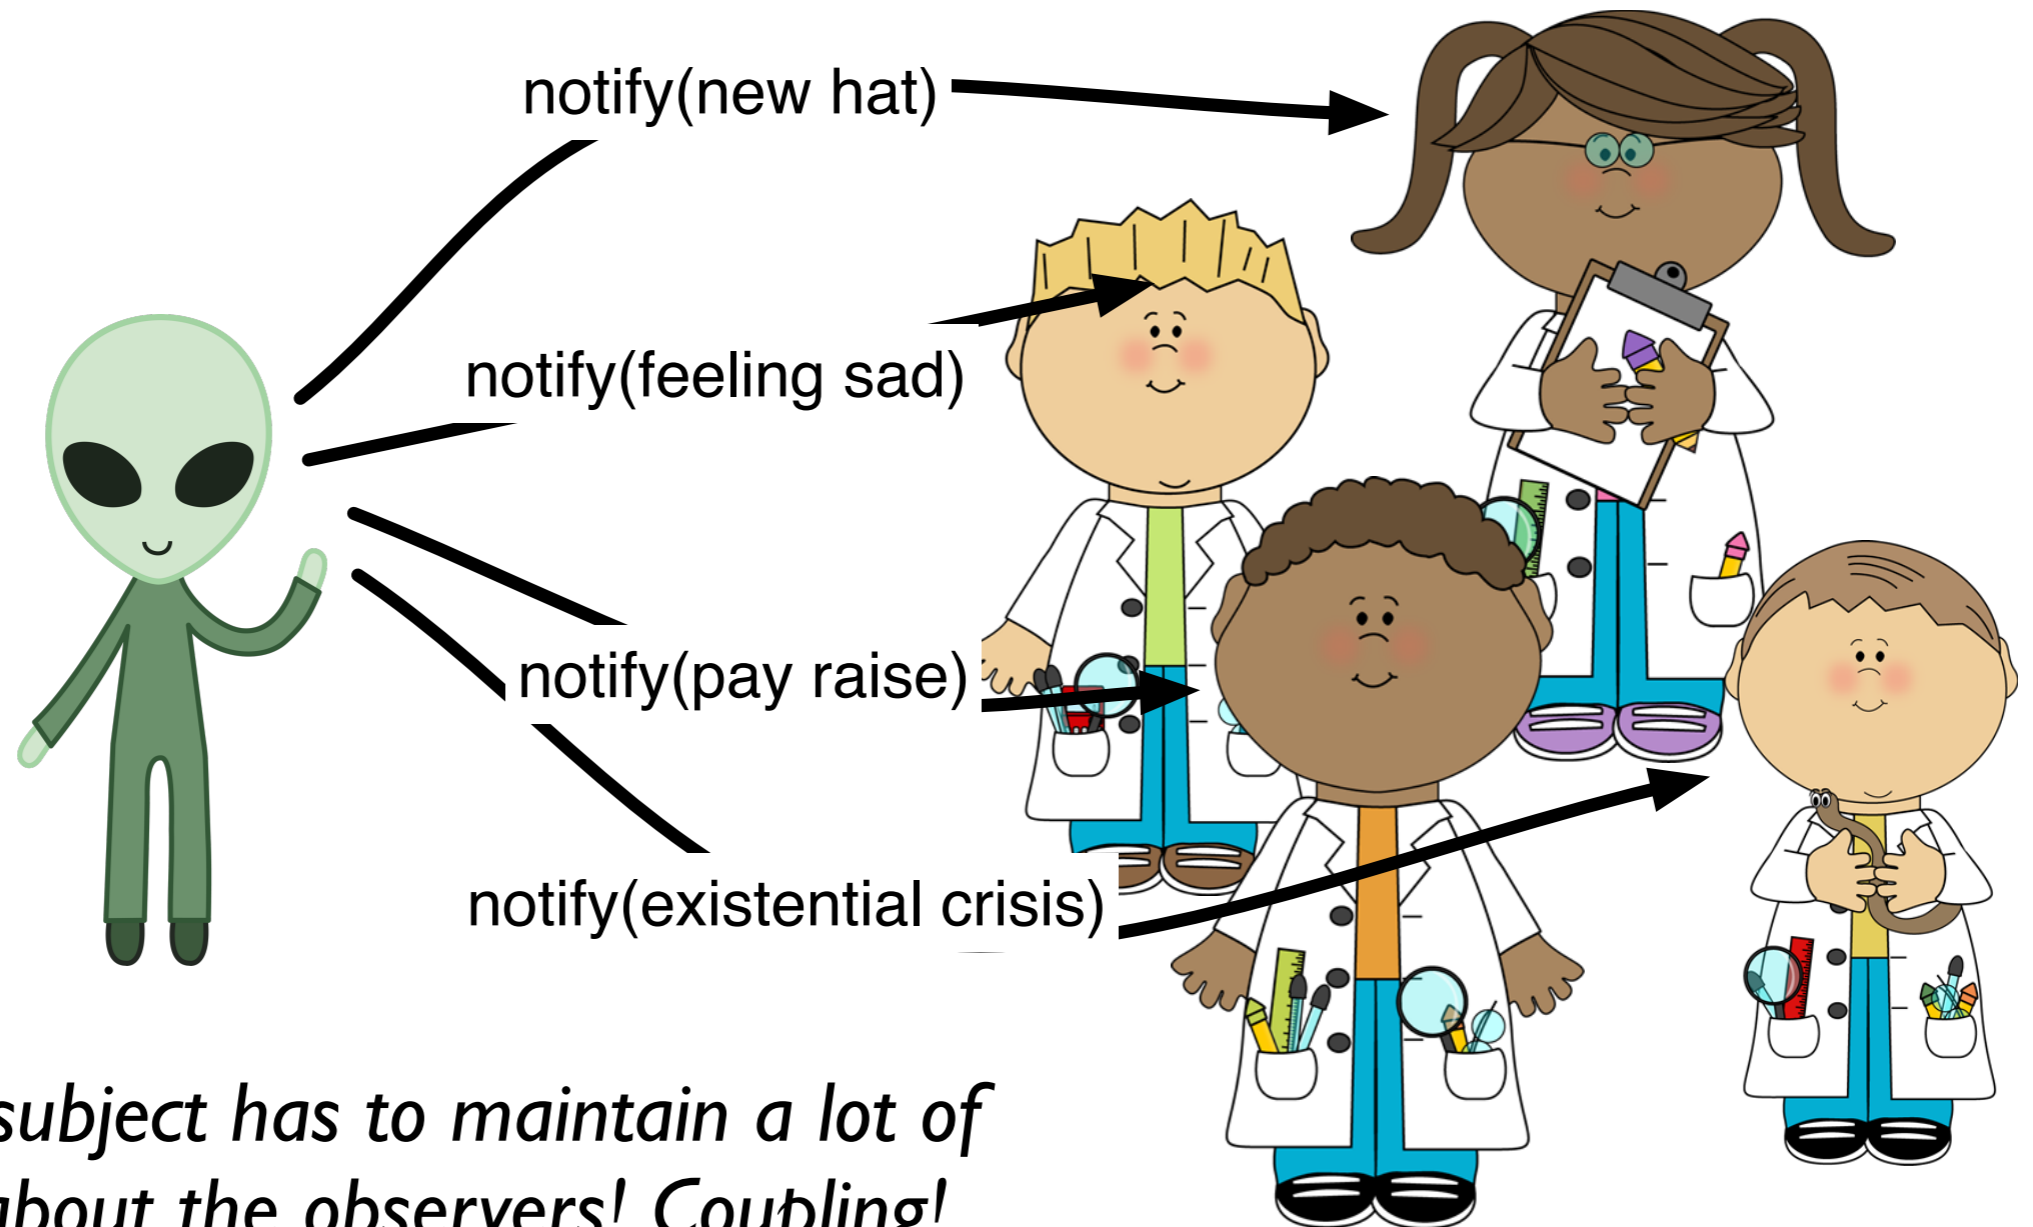 notify(new hat)
notify(feeling sad)
notify(pay raise)
notify(existential crisis)
subject has to maintain a lot of
about the observers! Coupling!